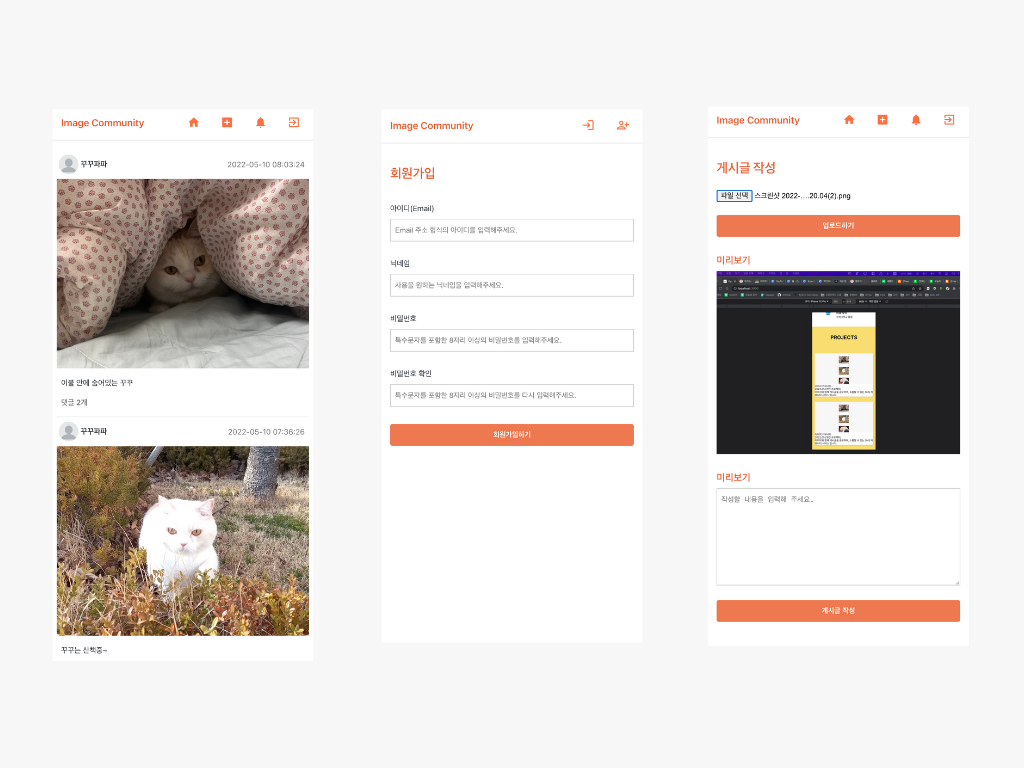 Image Community
꾸꾸파파
2022-05-10 08:03:24
이불 안에 숨어있는 꾸꾸
댓글 2개
꾸꾸파파
2022-05-10 07:36:26
꾸꾸는 산책중~
Image Community
회원가입
아이디(Email)
Email 주소 형식의 아이디를 입력해주세요.
닉네임
사용을 원하는 닉네임을 입력해주세요.
비밀번호
특수문자를 포함한 8자리 이상의 비밀번호를 입력해주세요.
비밀번호 확인
특수문자를 포함한 8자리 이상의 비밀번호를 다시 입력해주세요.
회원가입하기
Image Community
게시글 작성
파일 선택 스크린샷 2022-....20.04(2).png
업로드하기
미리보기
PROJECTS
미리보기
작성할 내용을 입력해 주세요.
게시글 작성